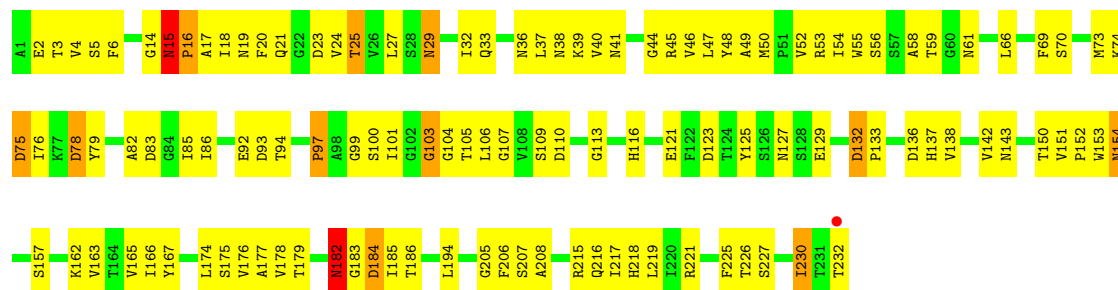 A1 E2 T3 V4 S5 F6 G14 N15 P16 A17 I18 N19 F20 Q21 G22 D23 V24 T25 V26 L27 S28 N29 I32 Q33 N36 L37 N38 K39 V40 N41 G44 R45 V46 L47 Y48 A49 M50 P51 V52 R53 I54 W55 S56 S57 A58 T59 G60 N61 L66 F69 S70 M73 K74
D75 I76 K77 D78 Y79 A82 D83 G84 I85 I86 E92 D93 T94 P97 A98 G99 S100 I101 G102 G103 G104 T105 L106 G107 V108 S109 D110 G113 H116 E121 F122 D123 T124 Y125 S126 N127 S128 E129 D132 P133 D136 H137 V138 V142 N143 T150 V151 P152 W153 N154
S157 K162 V163 T164 V165 I166 Y167 L174 S175 V176 A177 V178 T179 N182 G183 D184 I185 T186 L194 G205 F206 S207 A208 R215 Q216 I217 H218 L219 I220 R221 F225 T226 S227 I230 T231 T232